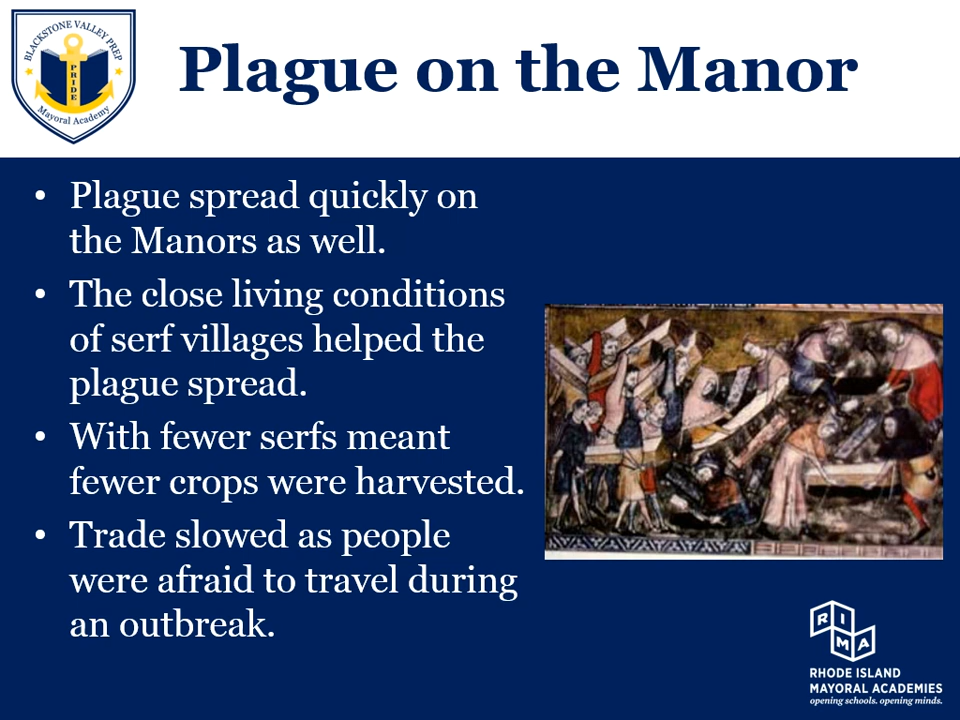 BLACKSTONE VALLEY PREP
PRIDE
Mayoral Academy
Plague on the Manor
• Plague spread quickly on
the Manors as well.
• The close living conditions
of serf villages helped the
plague spread.
• With fewer serfs meant
fewer crops were harvested.
• Trade slowed as people
were afraid to travel during
an outbreak.
RIMA
RHODE ISLAND
MAYORAL ACADEMIES
opening schools. opening minds.